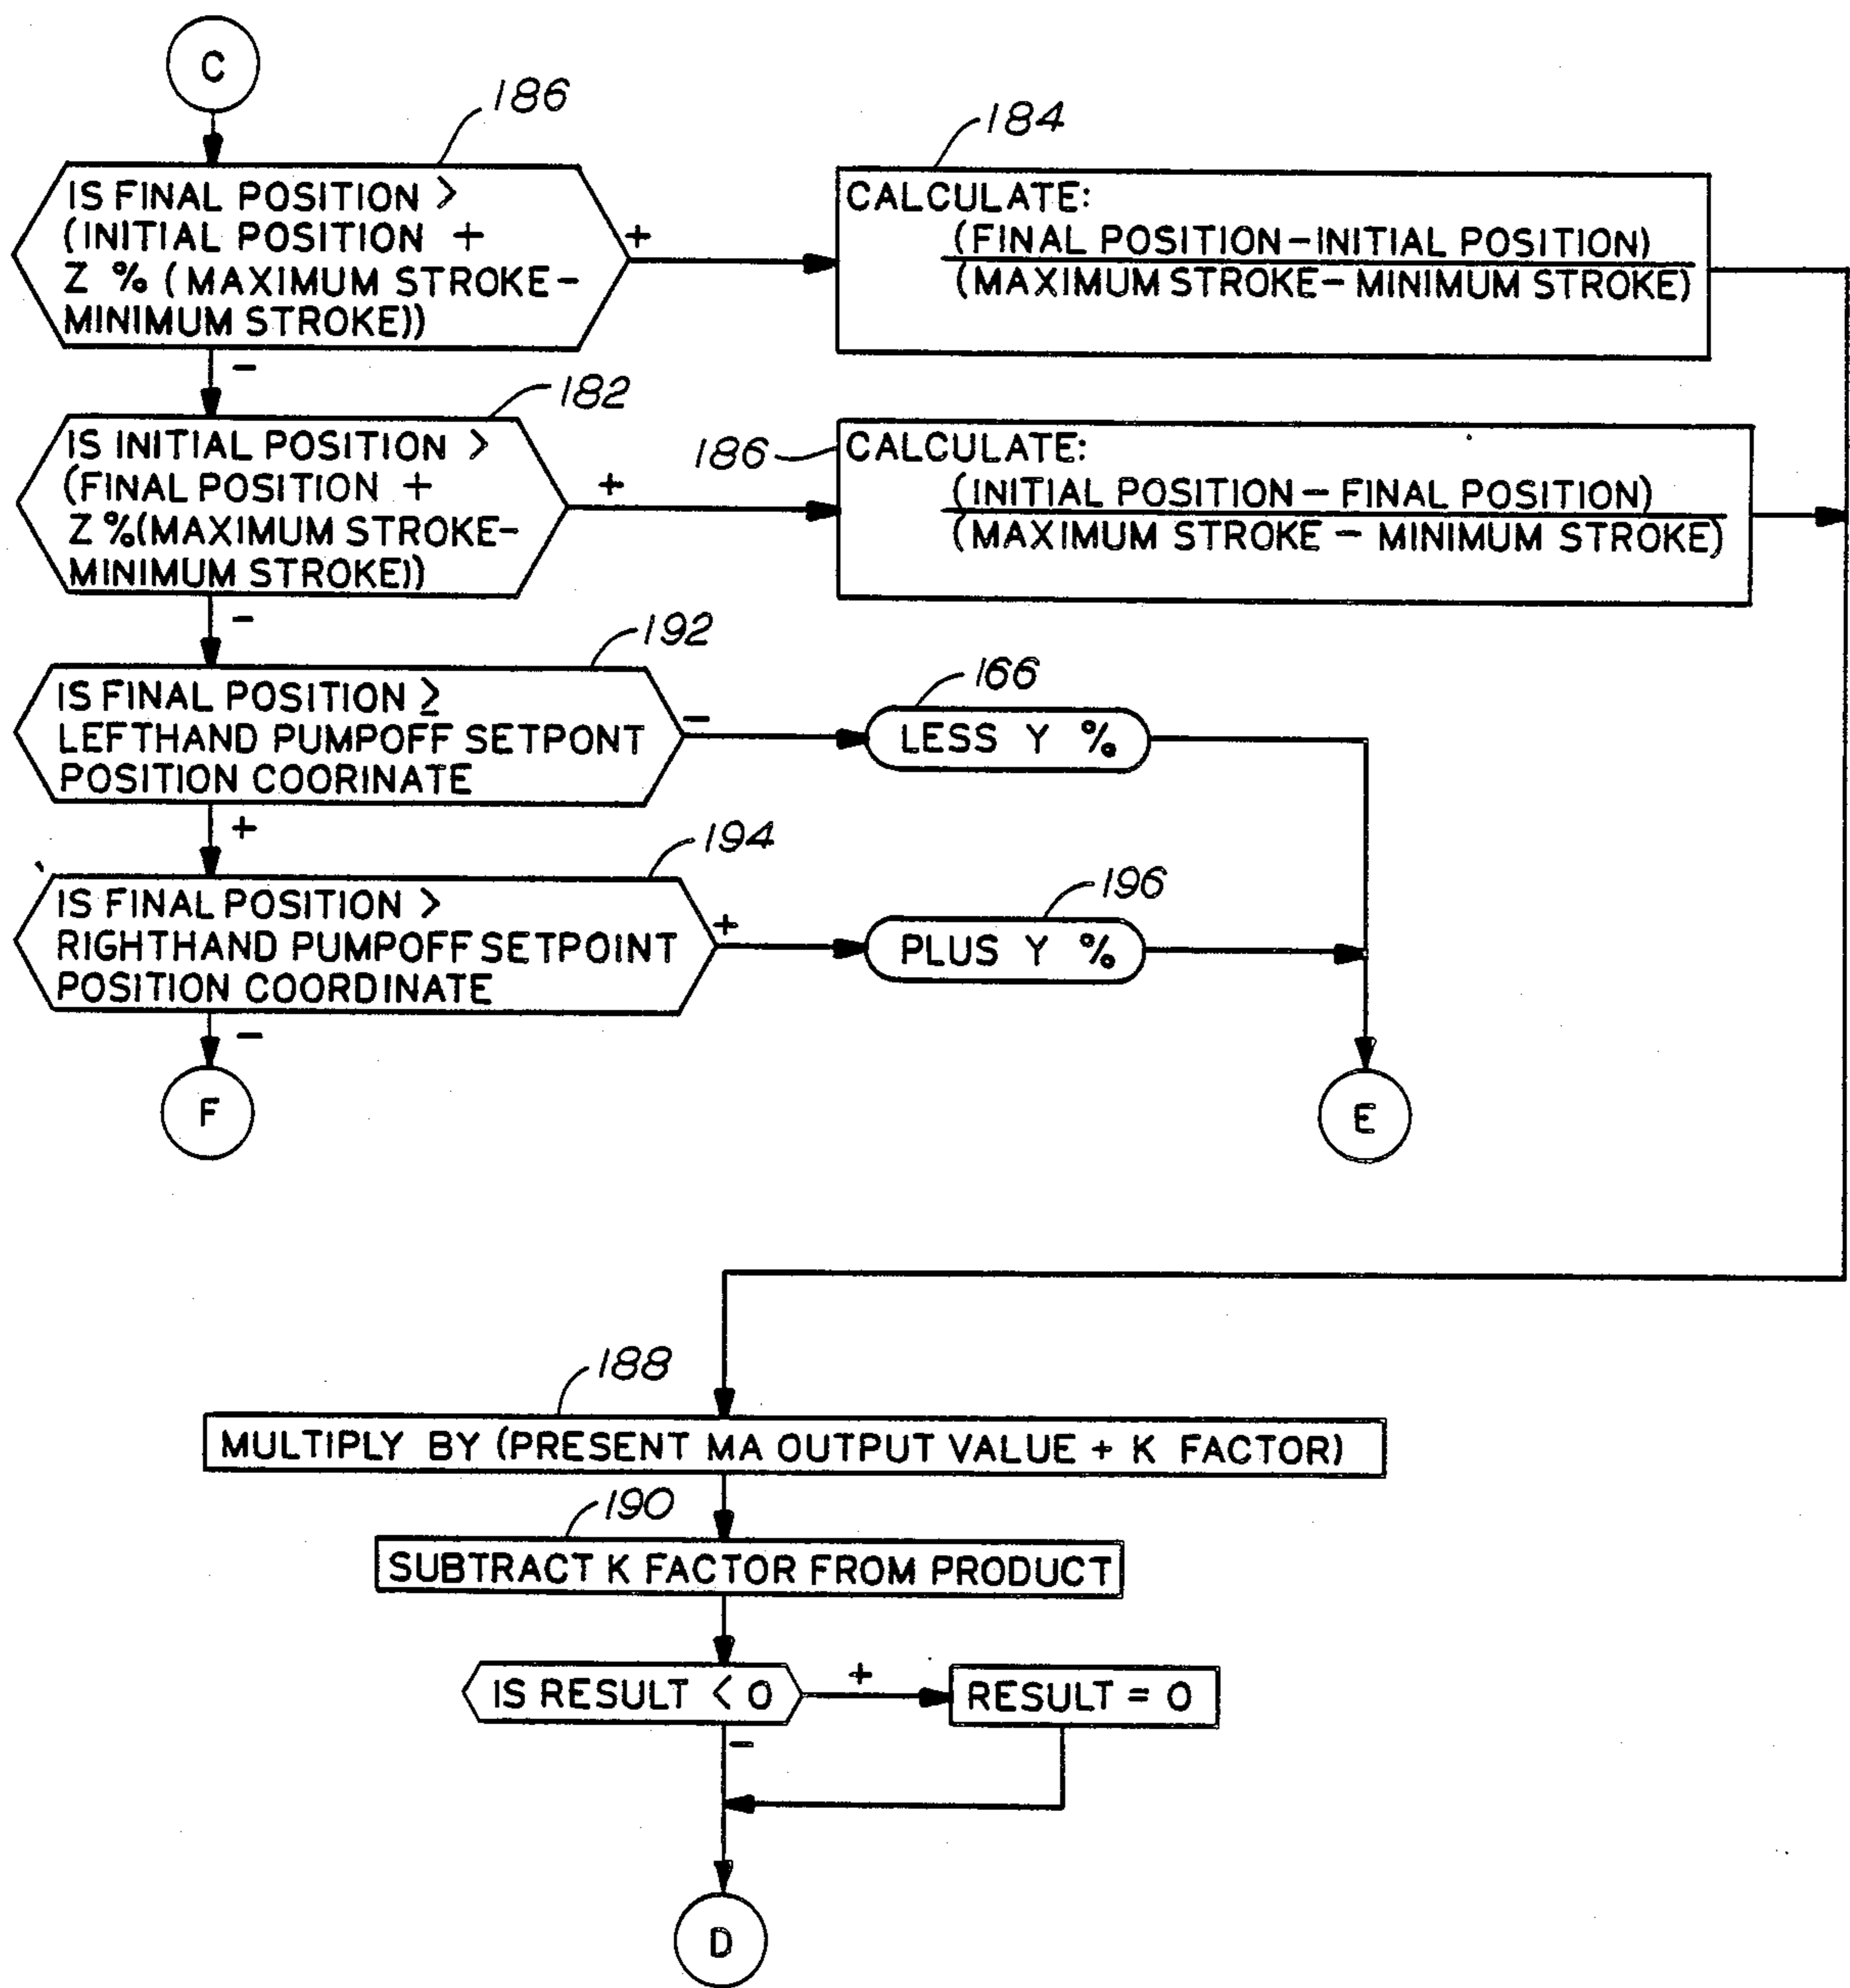 C
186
IS FINAL POSITION >
(INITIAL POSITION +
Z % (MAXIMUM STROKE-
MINIMUM STROKE))
+
-
184
CALCULATE:
(FINAL POSITION-INITIAL POSITION)
(MAXIMUM STROKE-MINIMUM STROKE)
182
IS INITIAL POSITION >
(FINAL POSITION +
Z %(MAXIMUM STROKE-
MINIMUM STROKE))
+
-
186
CALCULATE:
(INITIAL POSITION-FINAL POSITION)
(MAXIMUM STROKE-MINIMUM STROKE)
192
IS FINAL POSITION ≥
LEFTHAND PUMPOFF SETPONT
POSITION COORINATE
-
+
166
LESS Y %
194
IS FINAL POSITION >
RIGHTHAND PUMPOFF SETPOINT
POSITION COORDINATE
+
-
196
PLUS Y %
F
E
188
MULTIPLY BY (PRESENT MA OUTPUT VALUE + K FACTOR)
190
SUBTRACT K FACTOR FROM PRODUCT
IS RESULT < 0
+
-
RESULT = 0
D